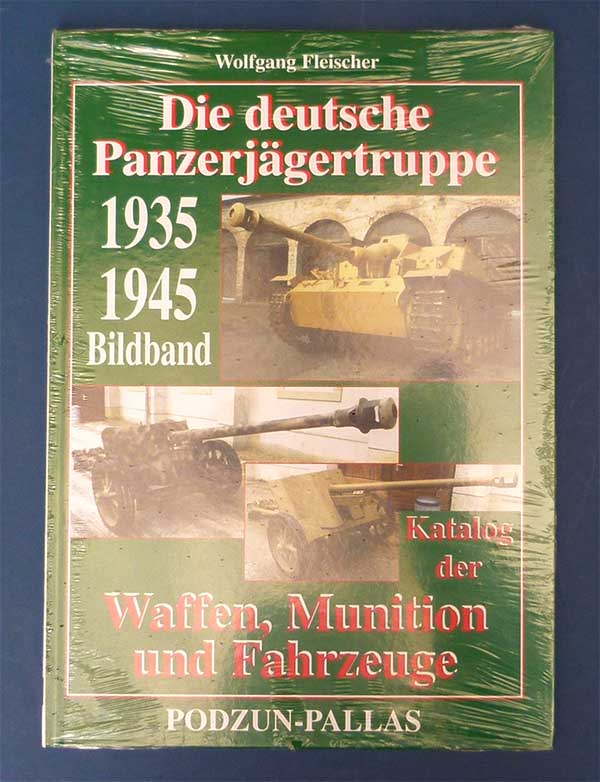 Wolfgang Fleischer
Die deutsche
Panzerjägertruppe
1935
1945
Bildband
Katalog
der
Waffen, Munition
und Fahrzeuge
PODZUN-PALLAS